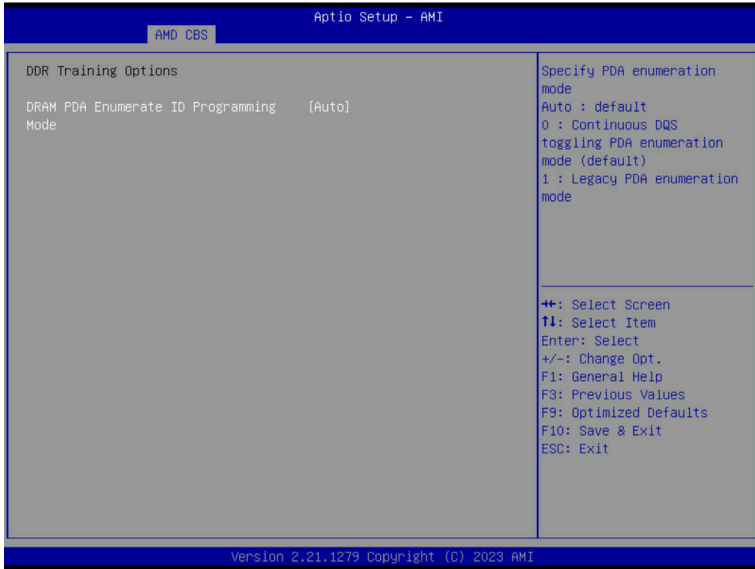 Aptio Setup – AMI
AMD CBS
DDR Training Options
DRAM PDA Enumerate ID Programming [Auto]
Mode
Specify PDA enumeration
mode
Auto : default
0 : Continuous DQS
toggling PDA enumeration
mode (default)
1 : Legacy PDA enumeration
mode
→←: Select Screen
↑↓: Select Item
Enter: Select
+/-: Change Opt.
F1: General Help
F3: Previous Values
F9: Optimized Defaults
F10: Save & Exit
ESC: Exit
Version 2.21.1279 Copyright (C) 2023 AMI